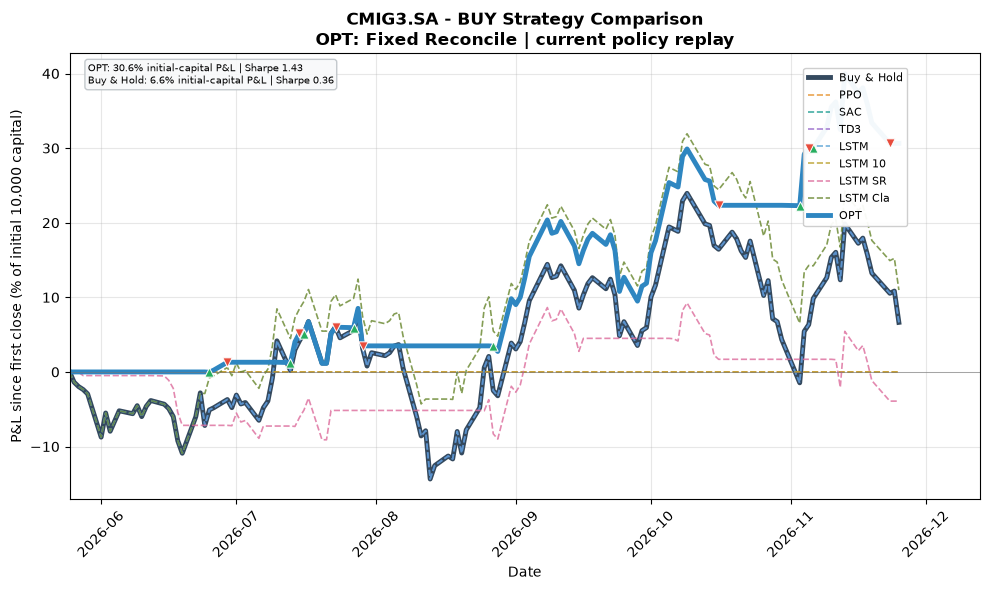 CMIG3.SA - BUY Strategy Comparison
OPT: Fixed Reconcile | current policy replay
OPT: 30.6% initial-capital P&L | Sharpe 1.43
Buy & Hold: 6.6% initial-capital P&L | Sharpe 0.36
Buy & Hold
PPO
SAC
TD3
LSTM
LSTM 10
LSTM SR
LSTM Cla
OPT
P&L since first close (% of initial 10,000 capital)
40
30
20
10
0
−10
2026-06
2026-07
2026-08
2026-09
2026-10
2026-11
2026-12
Date